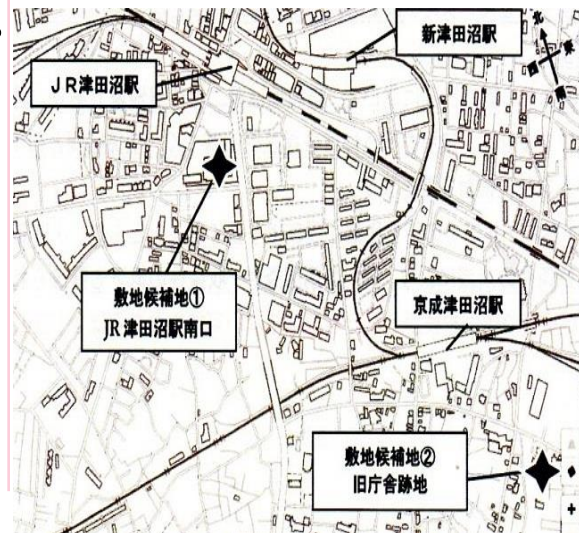 新津田沼駅
JR津田沼駅
北
東
西
南
敷地候補地①
JR津田沼駅南口
京成津田沼駅
敷地候補地②
旧庁舎跡地